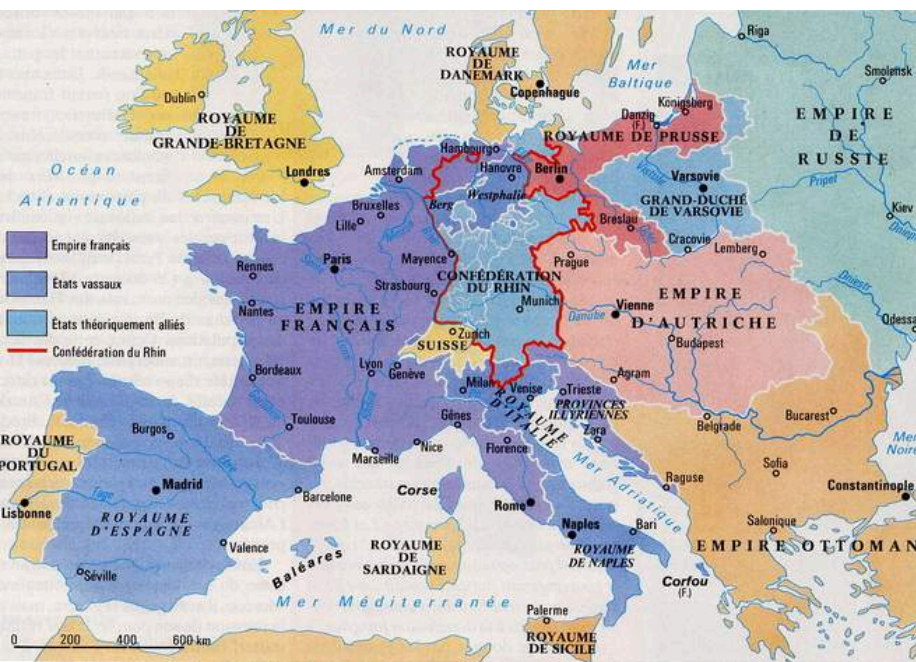 Mer du Nord
Riga
ROYAUME
DE
DANEMARK
Copenhague
Mer
Baltique
Smolensk
Dublin
ROYAUME
DE
GRANDE-BRETAGNE
Londres
Königsberg
Danzig
(F.)
ROYAUME DE PRUSSE
EMPIRE
DE
RUSSIE
Hambourg
Hanovre
Berlin
Amsterdam
Océan
Atlantique
Berg
Westphalie
Vistule
Varsovie
GRAND-DUCHÉ
DE VARSOVIE
Pripet
Kiev
Bruxelles
Lille
Breslau
Oder
Cracovie
Lemberg
Empire français
États vassaux
États théoriquement alliés
Confédération du Rhin
Rennes
Paris
Seine
Mayence
Prague
CONFÉDÉRATION
DU RHIN
Strasbourg
Munich
Nantes
EMPIRE
FRANÇAIS
EMPIRE
D'AUTRICHE
Danube
Vienne
Budapest
Dniestr
Zurich
SUISSE
Bordeaux
Lyon
Genève
Milan
Venise
Trieste
Agram
PROVINCES
ILLYRIENNES
ROYAUME
D'ITALIE
Toulouse
Gênes
Florence
Zara
Belgrade
Bucarest
Marseille
Nice
Mer Adriatique
Raguse
Sofia
Mer
Noire
Constantinople
ROYAUME
DU
PORTUGAL
Burgos
Madrid
Barcelone
Lisbonne
Tage
ROYAUME
D'ESPAGNE
Valence
Séville
Baléares
Corse
Rome
Naples
Bari
ROYAUME
DE NAPLES
Salonique
EMPIRE OTTOMAN
ROYAUME
DE
SARDAIGNE
Corfou
(F.)
Mer Méditerranée
Palerme
ROYAUME
DE SICILE
0 200 400 600 km